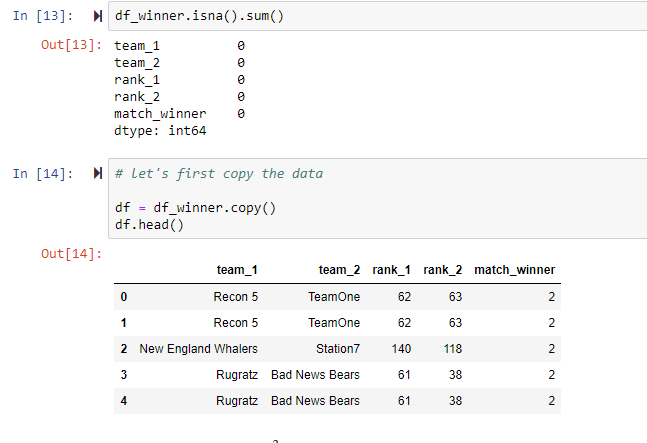 In [13]: df_winner.isna().sum()
Out[13]: team_1 0
team_2 0
rank_1 0
rank_2 0
match_winner 0
dtype: int64
In [14]: # let's first copy the data
df = df_winner.copy()
df.head()
Out[14]:
team_1 team_2 rank_1 rank_2 match_winner
0 Recon 5 TeamOne 62 63 2
1 Recon 5 TeamOne 62 63 2
2 New England Whalers Station7 140 118 2
3 Rugratz Bad News Bears 61 38 2
4 Rugratz Bad News Bears 61 38 2